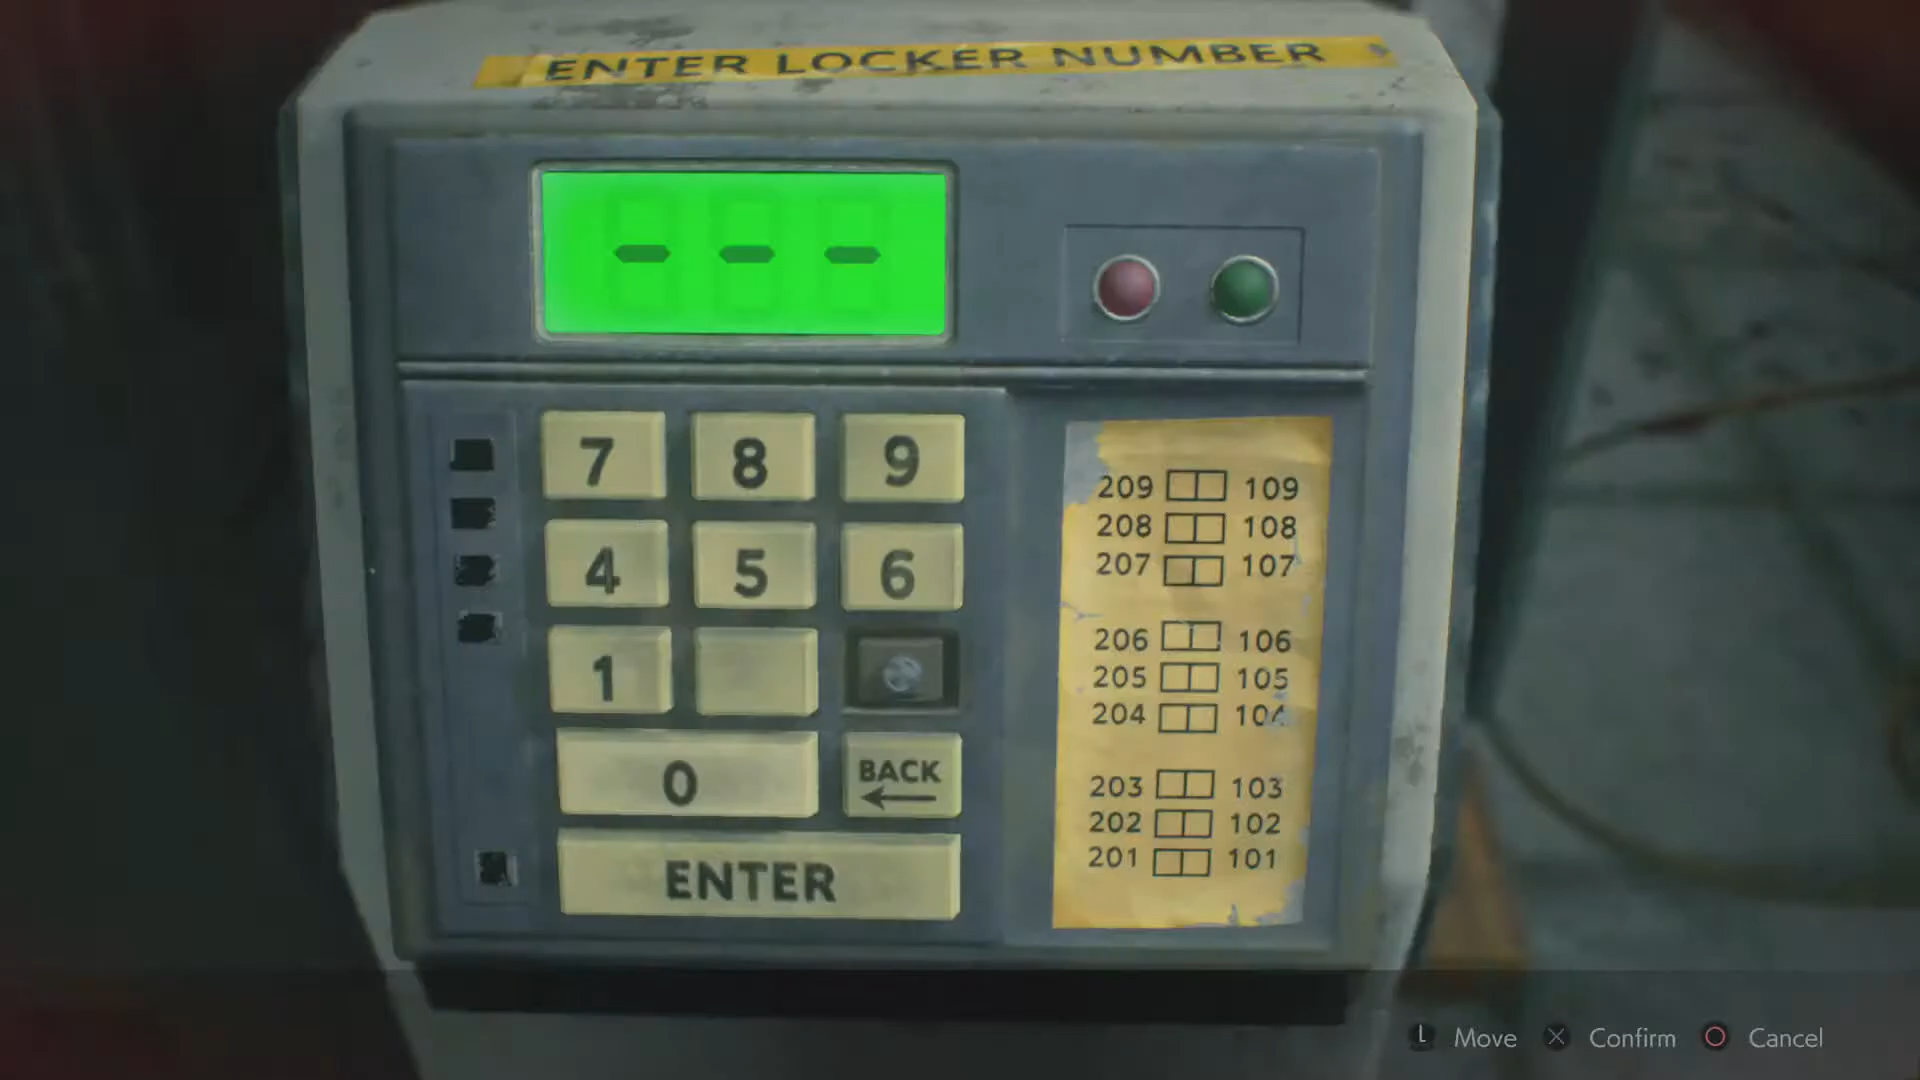 ENTER LOCKER NUMBER
7 8 9
4 5 6
1
0 BACK
ENTER
209 109
208 108
207 107
206 106
205 105
204 104
203 103
202 102
201 101
L Move Confirm Cancel